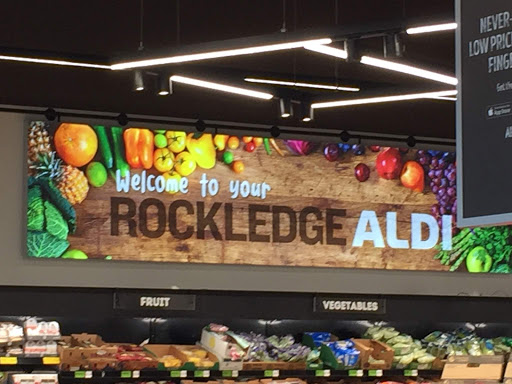 NEVER-
LOW PRIC
FING
Welcome to your
ROCKLEDGE ALDI
FRUIT
VEGETABLES